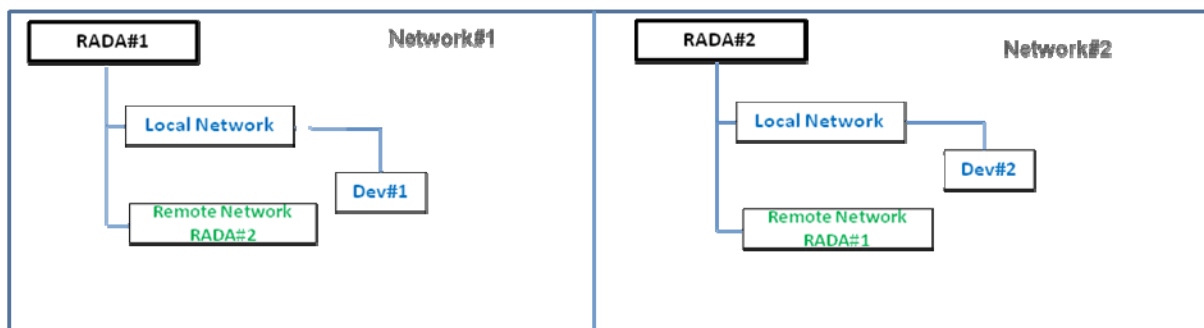 RADA#1
Network#1
Local Network
Dev#1
Remote Network
RADA#2
RADA#2
Network#2
Local Network
Dev#2
Remote Network
RADA#1